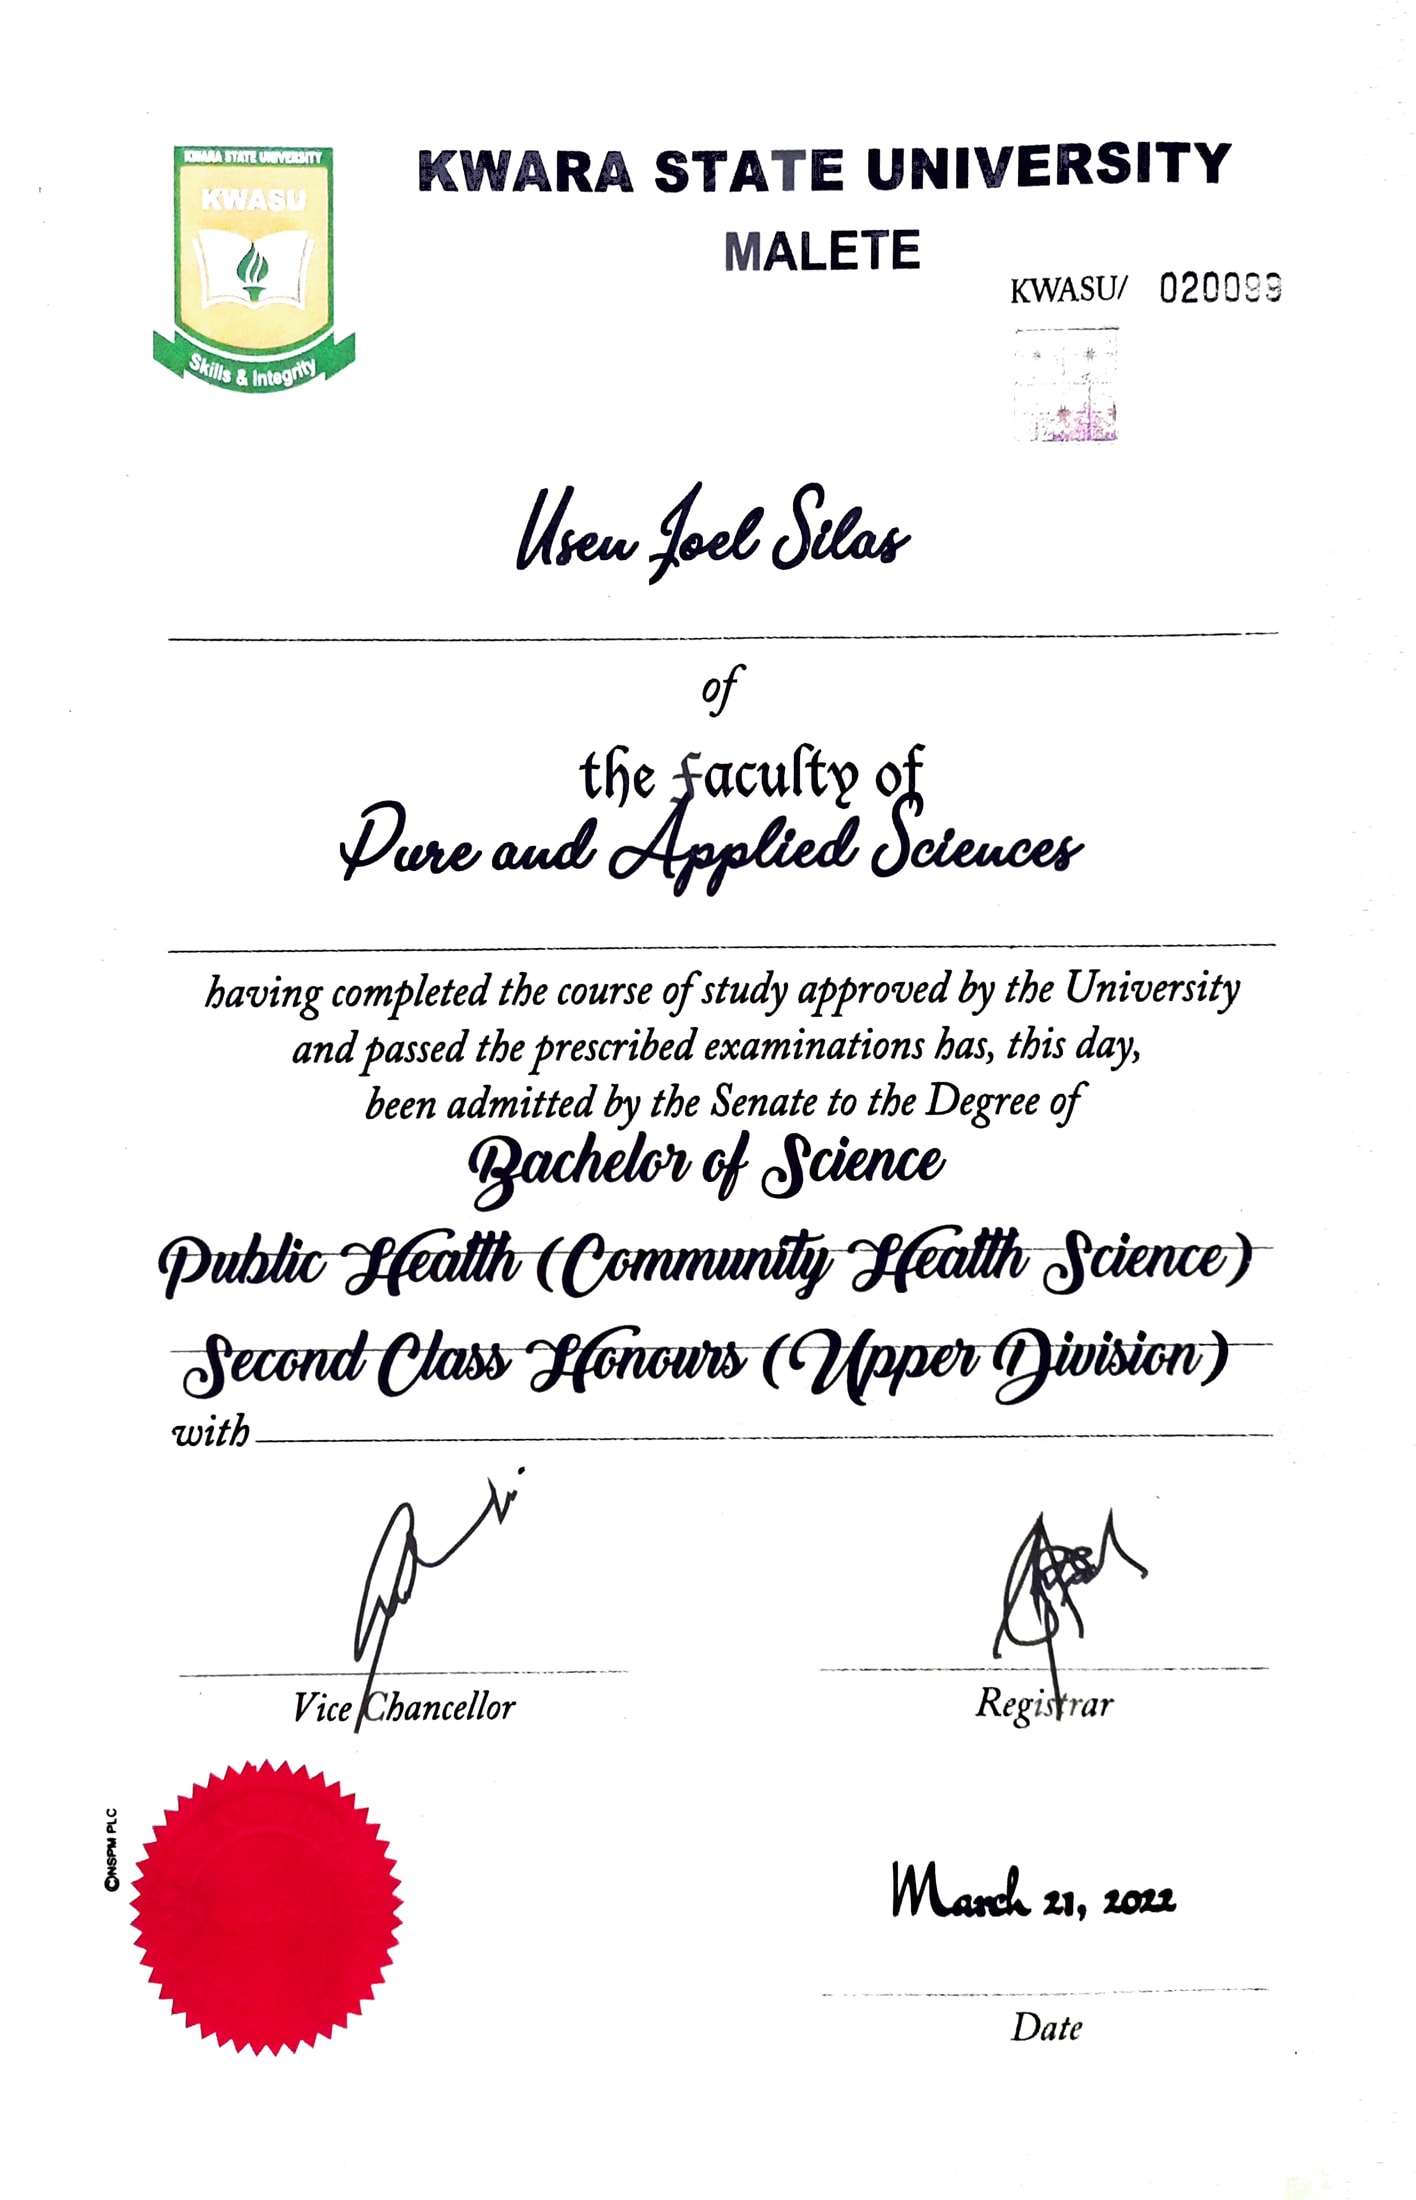 KWARA STATE UNIVERSITY
KWASU
Skills & Integrity
KWARA STATE UNIVERSITY
MALETE
KWASU/ 020099
Usen Joel Silas
of
the Faculty of
Pure and Applied Sciences
having completed the course of study approved by the University
and passed the prescribed examinations has, this day,
been admitted by the Senate to the Degree of
Bachelor of Science
Public Health (Community Health Science)
Second Class Honours (Upper Division)
with
Vice Chancellor
Registrar
©NSPM PLC
March 21, 2022
Date